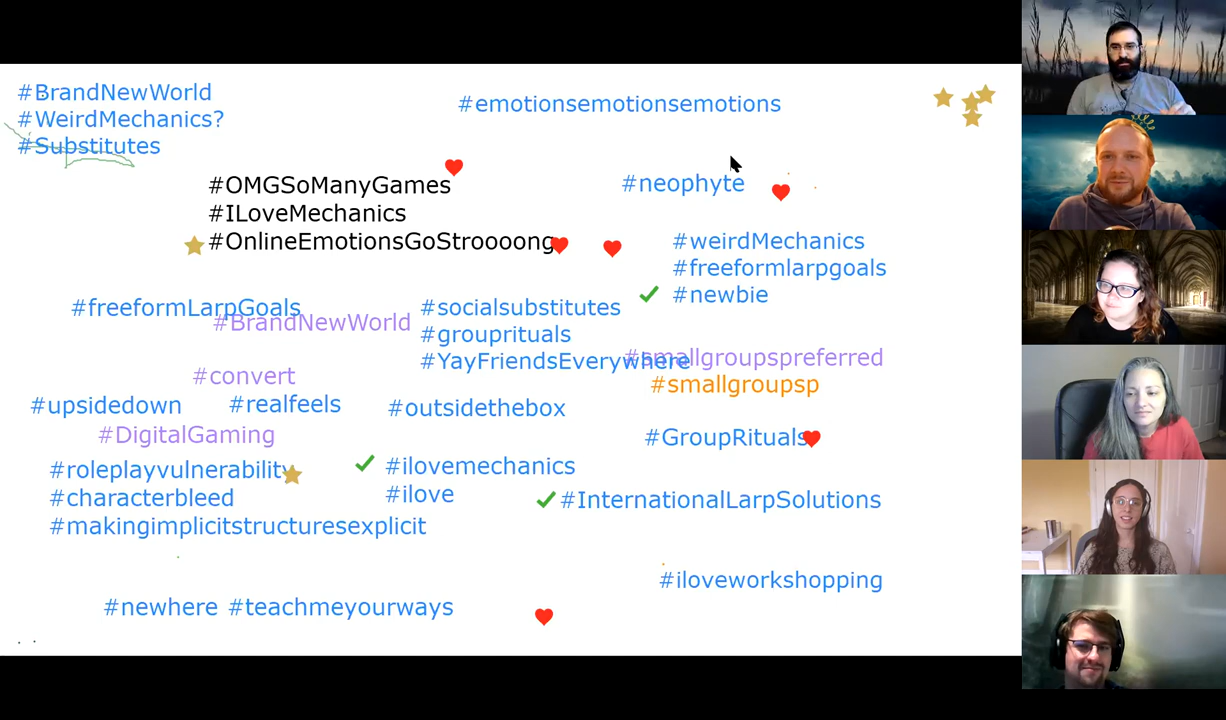 #BrandNewWorld
#WeirdMechanics?
#Substitutes
#emotionsemotionsemotions
#OMGSoManyGames
#ILoveMechanics
#OnlineEmotionsGoStroooong
#neophyte
#weirdMechanics
#freeformlarpgoals
#newbie
#freeformLarpGoals
#BrandNewWorld
#socialsubstitutes
#grouprituals
#YayFriendsEverywhere
#smallgroupspreferred
#smallgroupsp
#convert
#upsidedown
#realfeels
#outsidethebox
#DigitalGaming
#GroupRituals
#roleplayvulnerability
#characterbleed
#makingimplicitstructuresexplicit
#ilovemechanics
#ilove
#InternationalLarpSolutions
#iloveworkshopping
#newhere #teachmeyourways